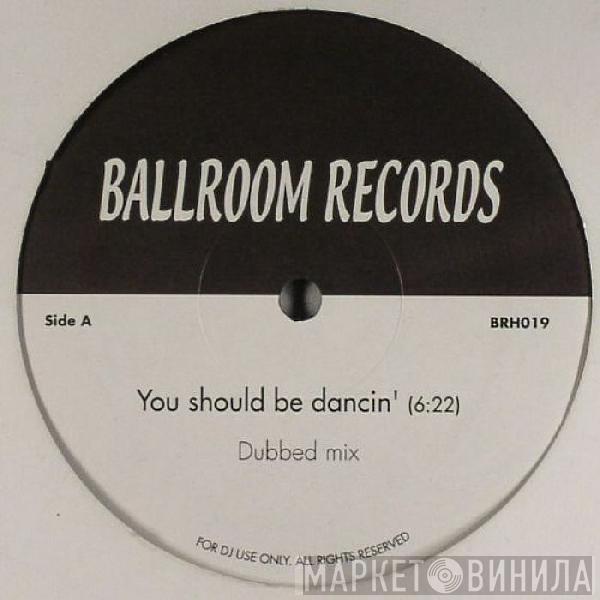 BALLROOM RECORDS
Side A
BRH019
You should be dancin' (6:22)
Dubbed mix
FOR DJ USE ONLY. ALL RIGHTS RESERVED
МАРКЕТ ВИНИЛА